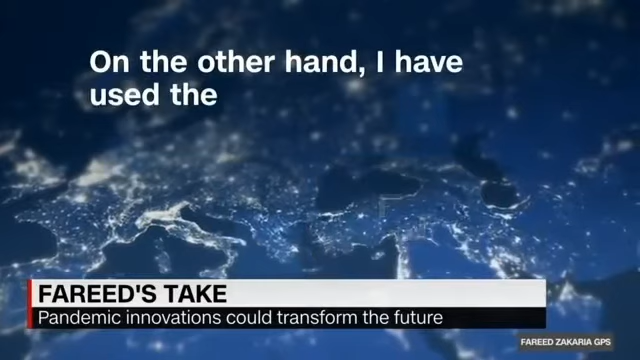 On the other hand, I have
used the
FAREED'S TAKE
Pandemic innovations could transform the future
FAREED ZAKARIA GPS